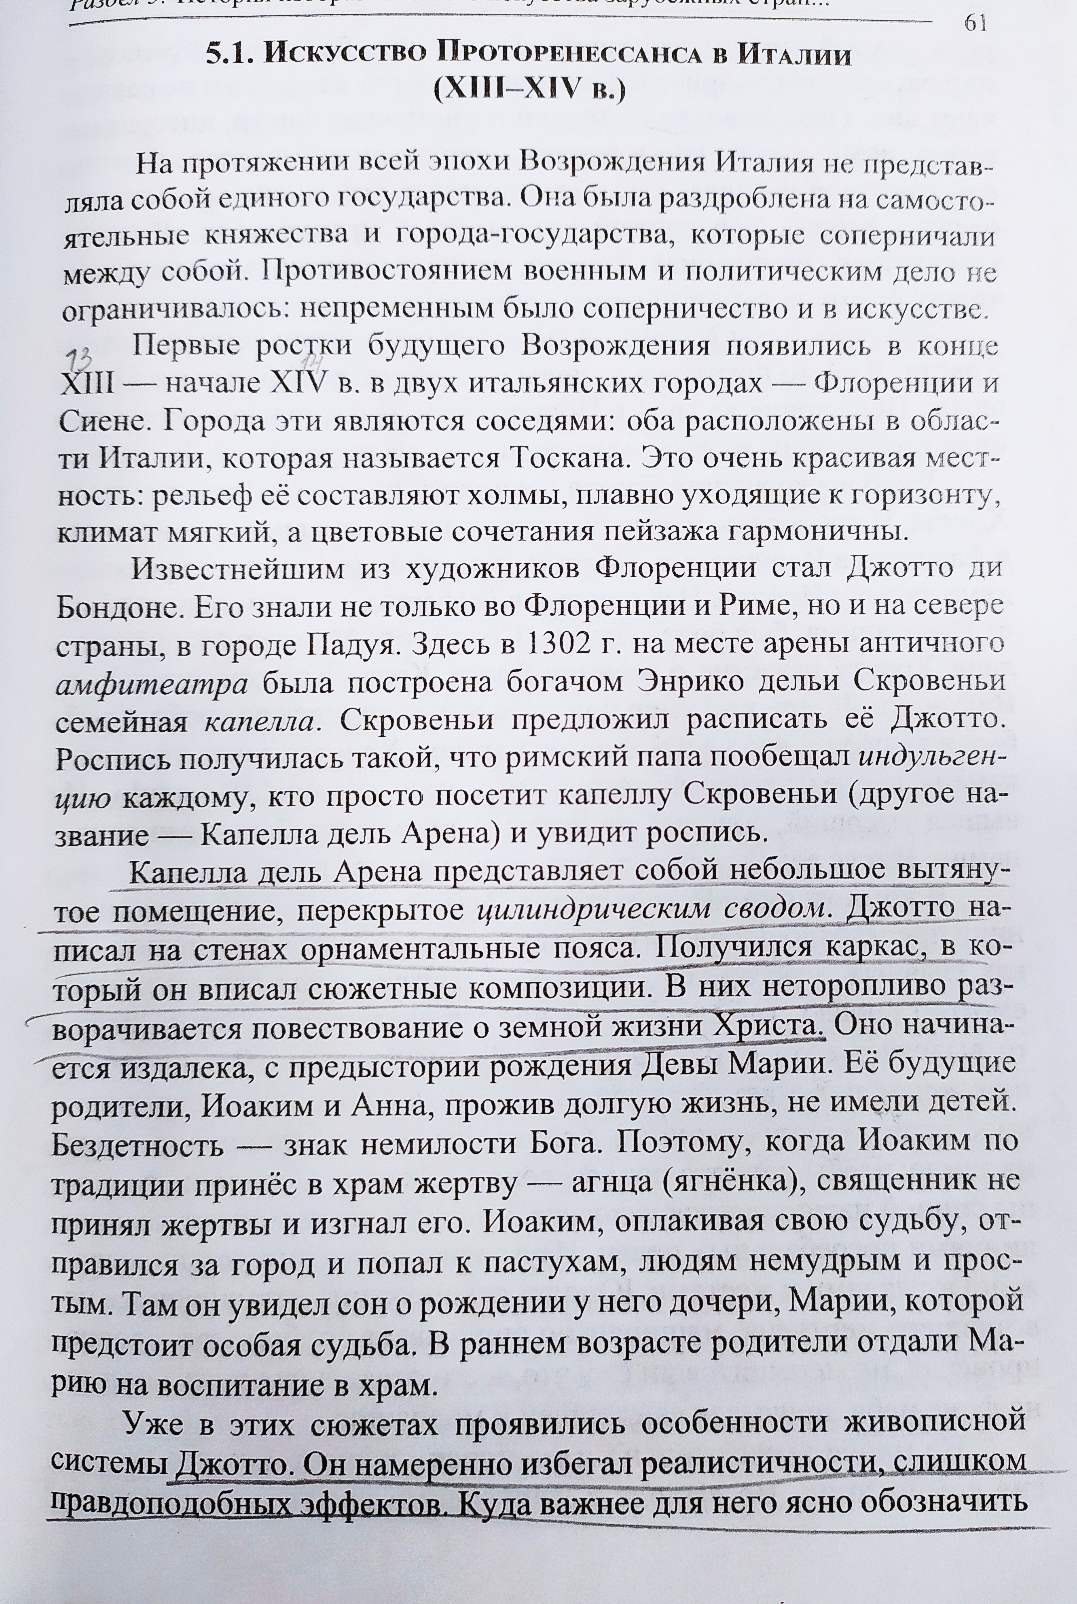 61
5.1. Искусство Проторенессанса в Италии
(XIII–XIV в.)
На протяжении всей эпохи Возрождения Италия не представ-
ляла собой единого государства. Она была раздроблена на самосто-
ятельные княжества и города-государства, которые соперничали
между собой. Противостоянием военным и политическим дело не
ограничивалось: непременным было соперничество и в искусстве.
Первые ростки будущего Возрождения появились в конце
13 14
XIII — начале XIV в. в двух итальянских городах — Флоренции и
Сиене. Города эти являются соседями: оба расположены в облас-
ти Италии, которая называется Тоскана. Это очень красивая мест-
ность: рельеф её составляют холмы, плавно уходящие к горизонту,
климат мягкий, а цветовые сочетания пейзажа гармоничны.
Известнейшим из художников Флоренции стал Джотто ди
Бондоне. Его знали не только во Флоренции и Риме, но и на севере
страны, в городе Падуя. Здесь в 1302 г. на месте арены античного
амфитеатра была построена богачом Энрико дельи Скровеньи
семейная капелла. Скровеньи предложил расписать её Джотто.
Роспись получилась такой, что римский папа пообещал индульген-
цию каждому, кто просто посетит капеллу Скровеньи (другое на-
звание — Капелла дель Арена) и увидит роспись.
Капелла дель Арена представляет собой небольшое вытяну-
тое помещение, перекрытое цилиндрическим сводом. Джотто на-
писал на стенах орнаментальные пояса. Получился каркас, в ко-
торый он вписал сюжетные композиции. В них неторопливо раз-
ворачивается повествование о земной жизни Христа. Оно начина-
ется издалека, с предыстории рождения Девы Марии. Её будущие
родители, Иоаким и Анна, прожив долгую жизнь, не имели детей.
Бездетность — знак немилости Бога. Поэтому, когда Иоаким по
традиции принёс в храм жертву — агнца (ягнёнка), священник не
принял жертвы и изгнал его. Иоаким, оплакивая свою судьбу, от-
правился за город и попал к пастухам, людям немудрым и прос-
тым. Там он увидел сон о рождении у него дочери, Марии, которой
предстоит особая судьба. В раннем возрасте родители отдали Ма-
рию на воспитание в храм.
Уже в этих сюжетах проявились особенности живописной
системы Джотто. Он намеренно избегал реалистичности, слишком
правдоподобных эффектов. Куда важнее для него ясно обозначить